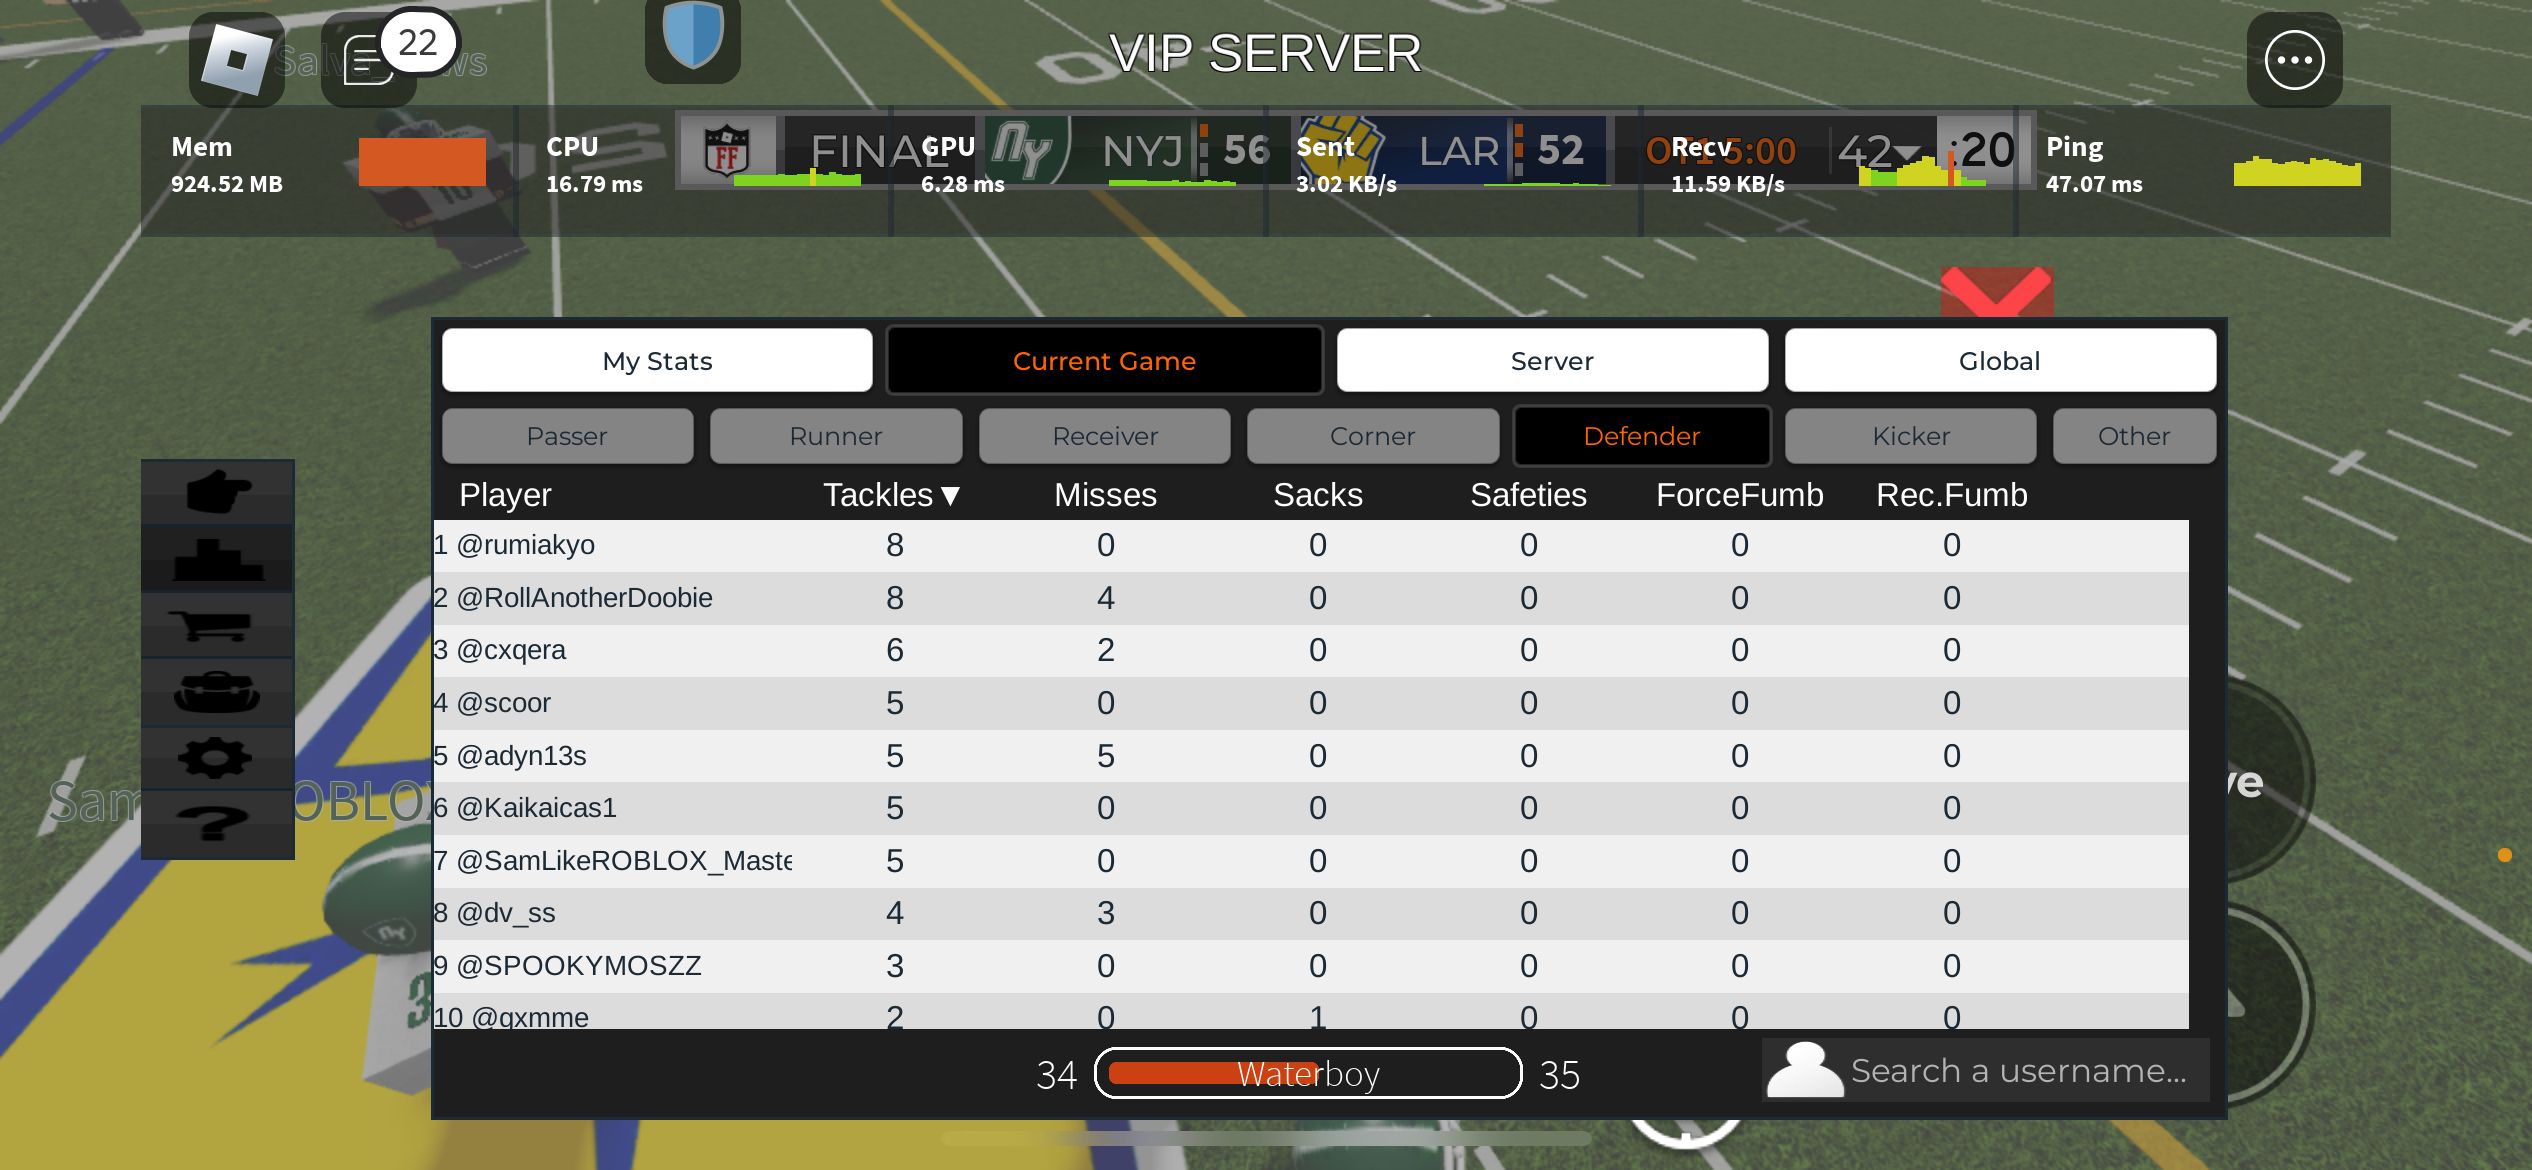 22
VIP SERVER
Mem
924.52 MB
CPU
16.79 ms
FINAL
GPU
6.28 ms
NY
NYJ 56
Sent
3.02 KB/s
LAR 52
OT1 5:00
Recv
11.59 KB/s
42 :20
Ping
47.07 ms
My Stats Current Game Server Global
Passer Runner Receiver Corner Defender Kicker Other
Player Tackles▼ Misses Sacks Safeties ForceFumb Rec.Fumb
1 @rumiakyo 8 0 0 0 0 0
2 @RollAnotherDoobie 8 4 0 0 0 0
3 @cxqera 6 2 0 0 0 0
4 @scoor 5 0 0 0 0 0
5 @adyn13s 5 5 0 0 0 0
6 @Kaikaicas1 5 0 0 0 0 0
7 @SamLikeROBLOX_Maste 5 0 0 0 0 0
8 @dv_ss 4 3 0 0 0 0
9 @SPOOKYMOSZZ 3 0 0 0 0 0
10 @gxmme 2 0 1 0 0 0
34 Waterboy 35
Search a username...